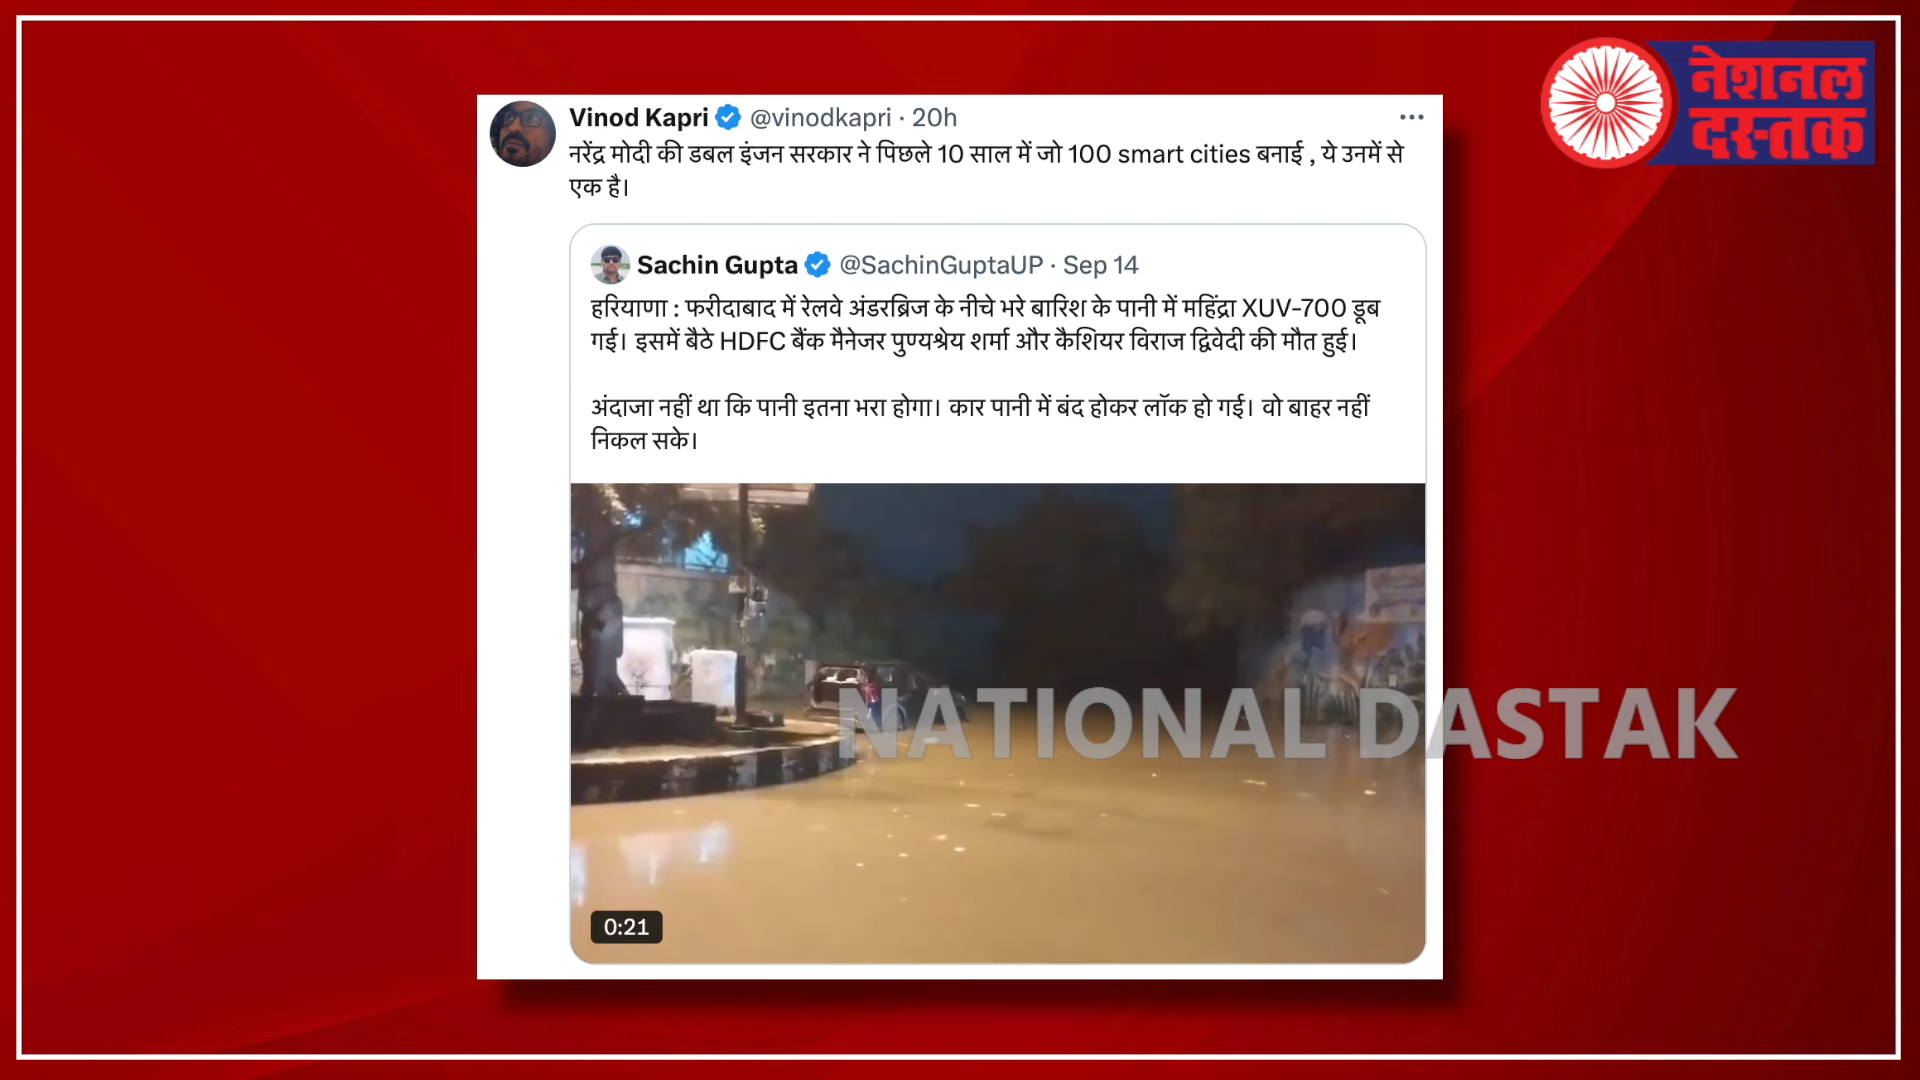 नेशनल
दस्तक
Vinod Kapri @vinodkapri · 20h
नरेंद्र मोदी की डबल इंजन सरकार ने पिछले 10 साल में जो 100 smart cities बनाई , ये उनमें से
एक है।
Sachin Gupta @SachinGuptaUP · Sep 14
हरियाणा : फरीदाबाद में रेलवे अंडरब्रिज के नीचे भरे बारिश के पानी में महिंद्रा XUV-700 डूब
गई। इसमें बैठे HDFC बैंक मैनेजर पुण्यश्रेय शर्मा और कैशियर विराज द्विवेदी की मौत हुई।
अंदाजा नहीं था कि पानी इतना भरा होगा। कार पानी में बंद होकर लॉक हो गई। वो बाहर नहीं
निकल सके।
NATIONAL DASTAK
0:21